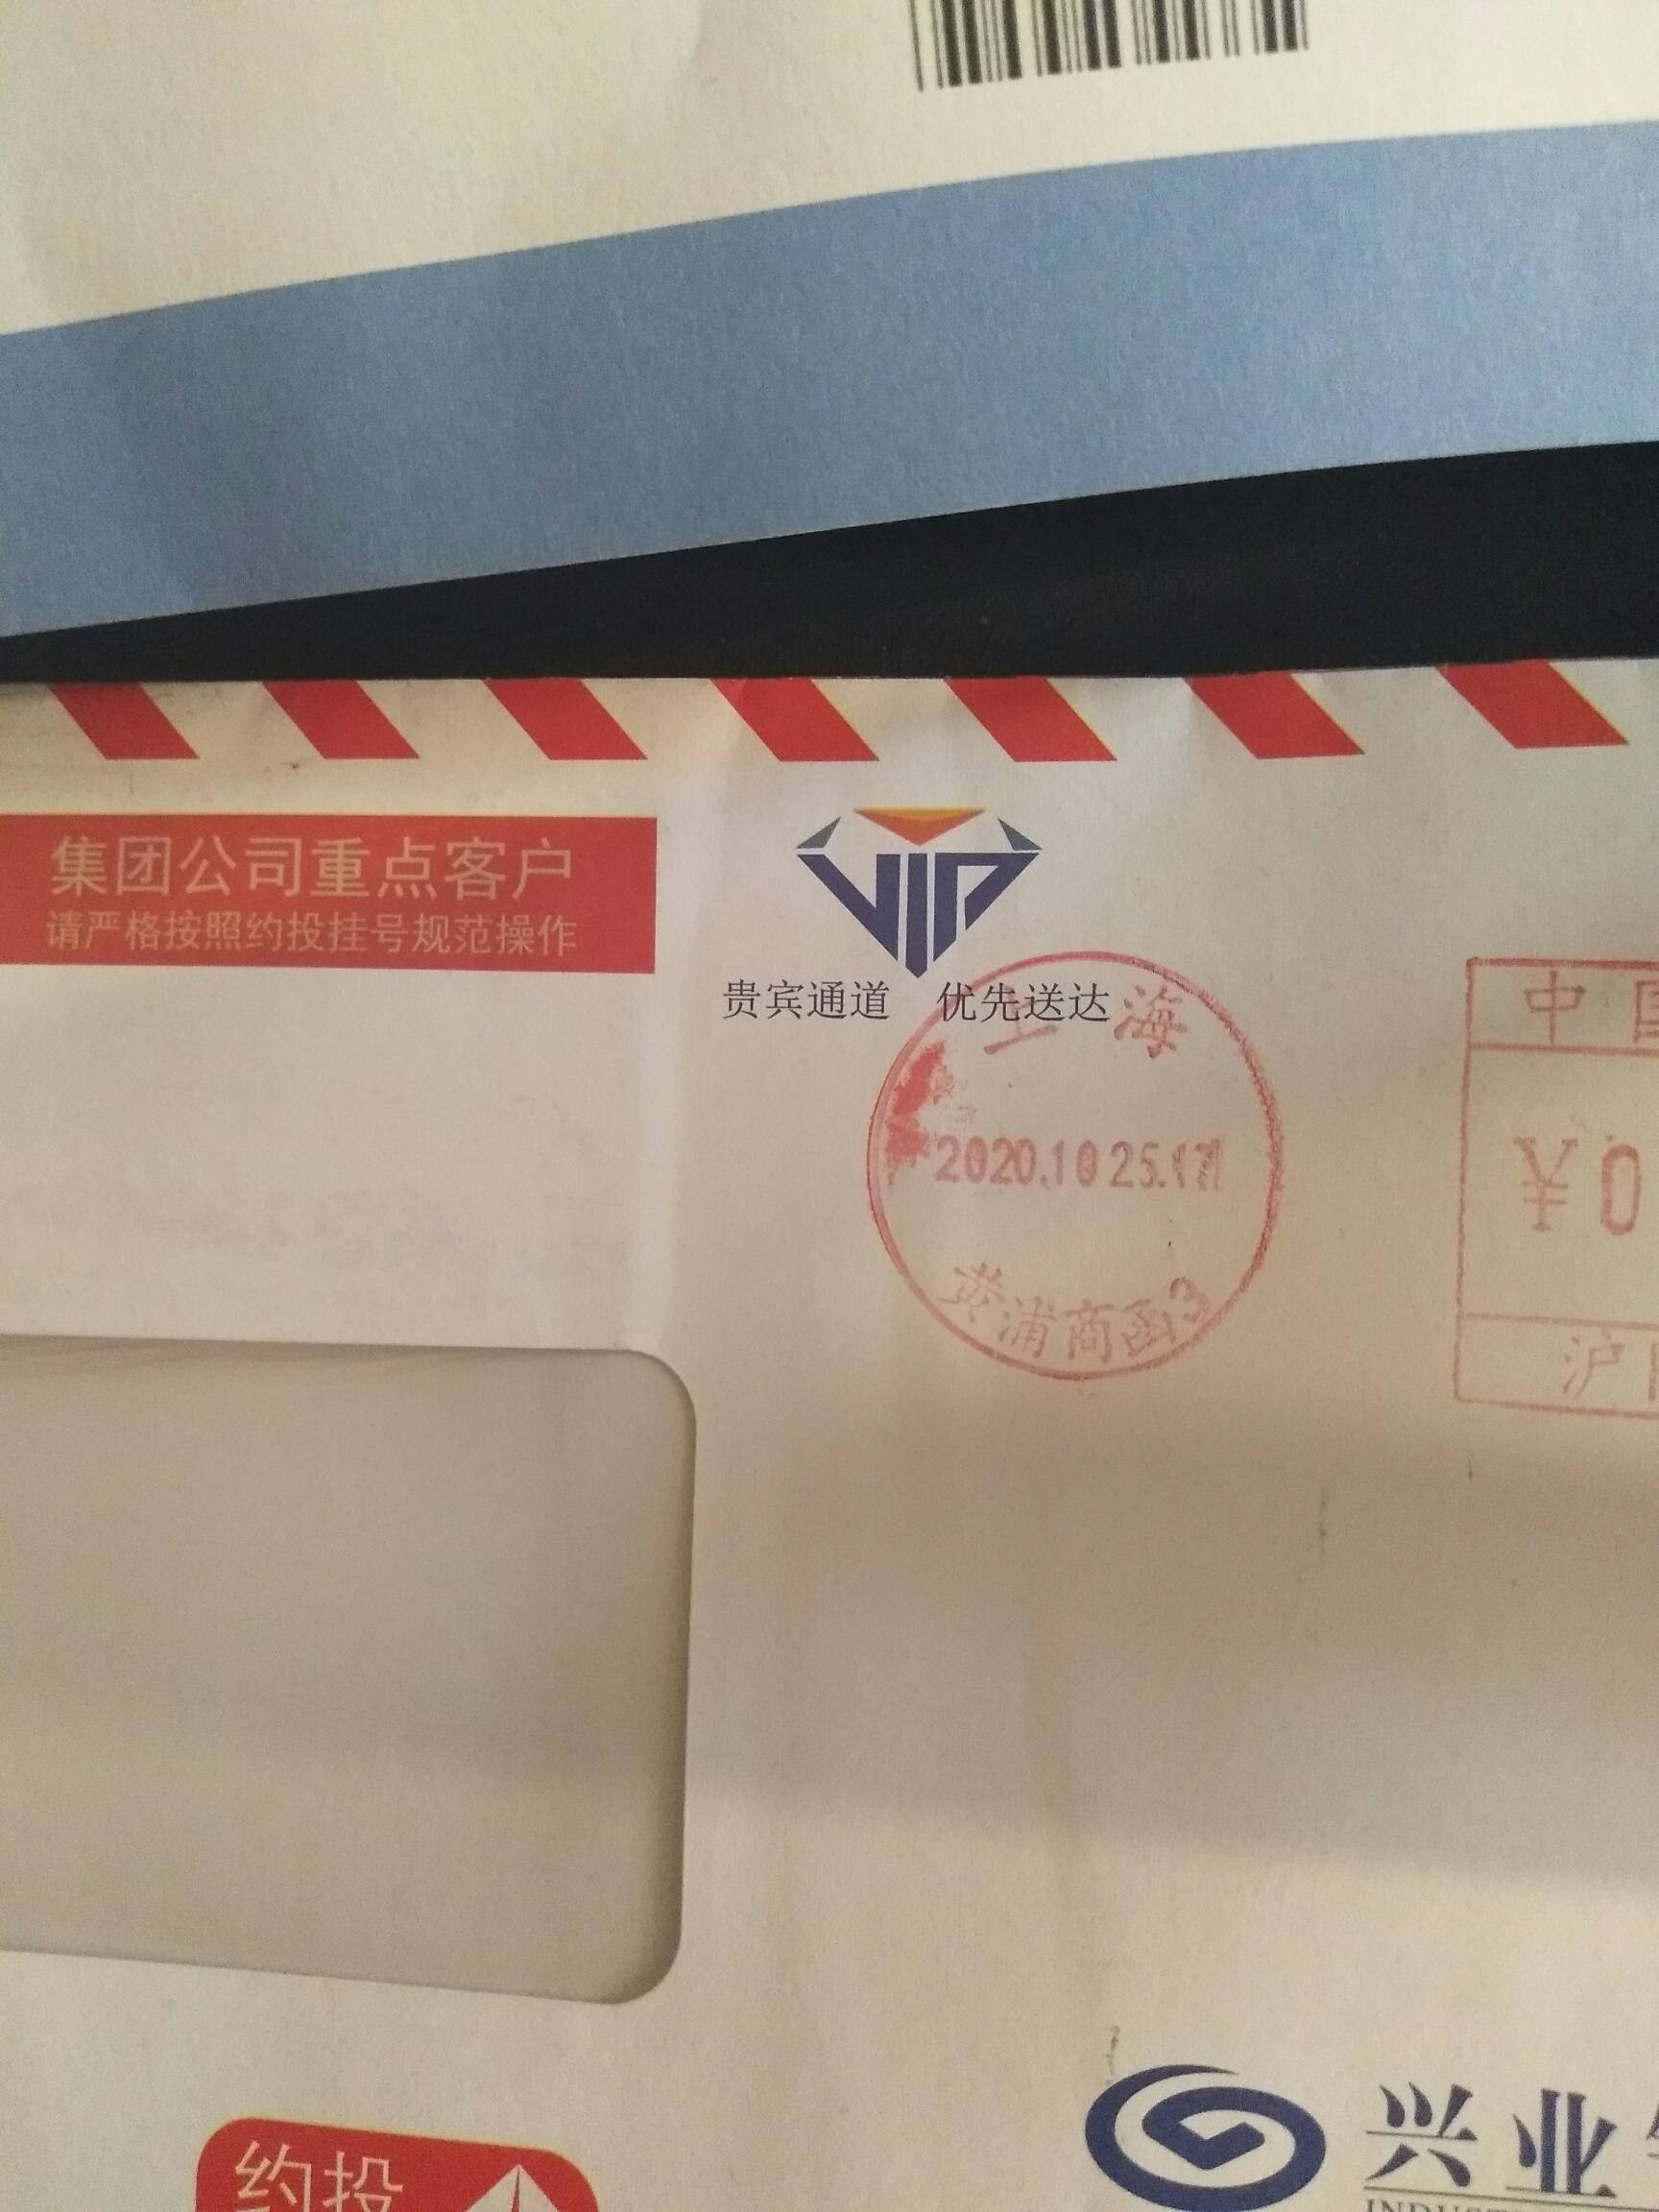 集团公司重点客户
请严格按照约投挂号规范操作
VIP
贵宾通道 优先送达
上海
2020.10 25.17
黄浦商函3
中国
¥0
沪
约投
兴业
INDUST